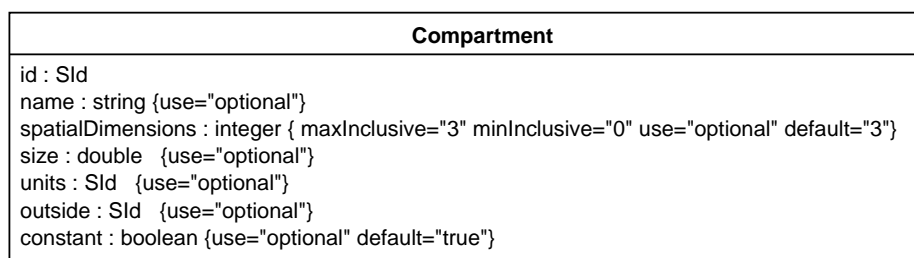 Compartment
id : SId
name : string {use="optional"}
spatialDimensions : integer { maxInclusive="3" minInclusive="0" use="optional" default="3"}
size : double {use="optional"}
units : SId {use="optional"}
outside : SId {use="optional"}
constant : boolean {use="optional" default="true"}